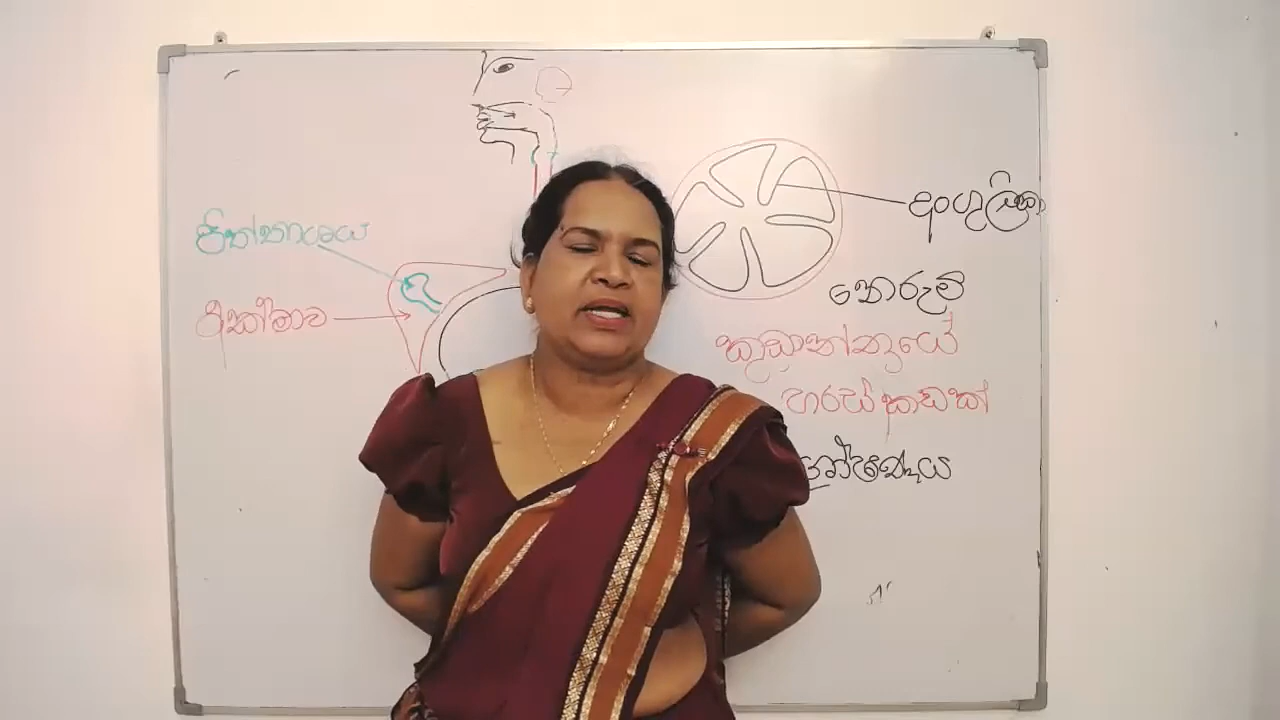 පිත්තාශය
අක්මාව
අංගුලිකා
තොරුම්
කුඩාන්ත්‍රයේ
හරස්කඩක්